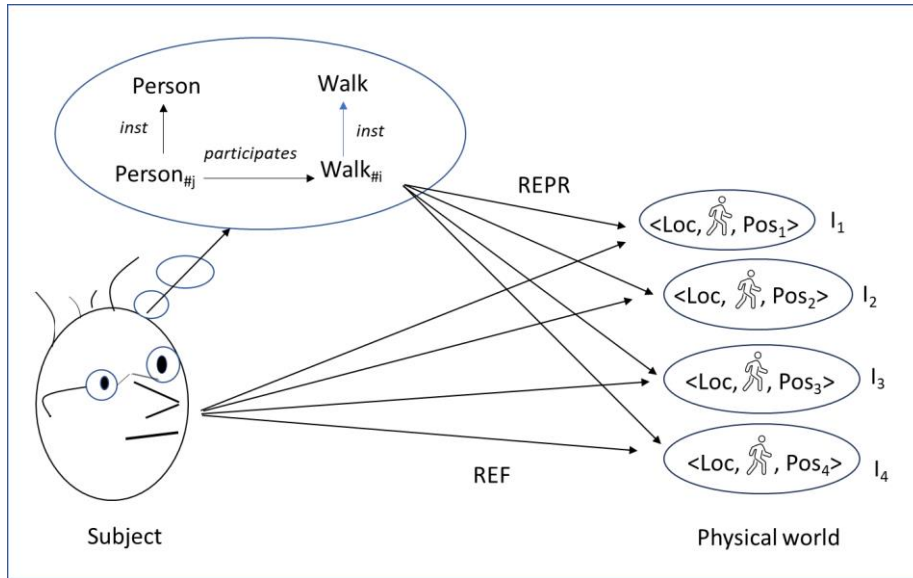 Person Walk
inst inst
participates
Person#j Walk#i
REPR
<Loc, , Pos1> I1
<Loc, , Pos2> I2
<Loc, , Pos3> I3
<Loc, , Pos4> I4
REF
Subject Physical world